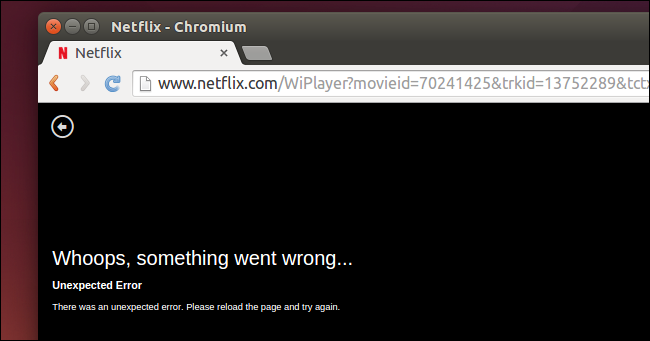 Netflix - Chromium
Netflix
www.netflix.com/WiPlayer?movieid=70241425&trkid=13752289&tctx
Whoops, something went wrong...
Unexpected Error
There was an unexpected error. Please reload the page and try again.